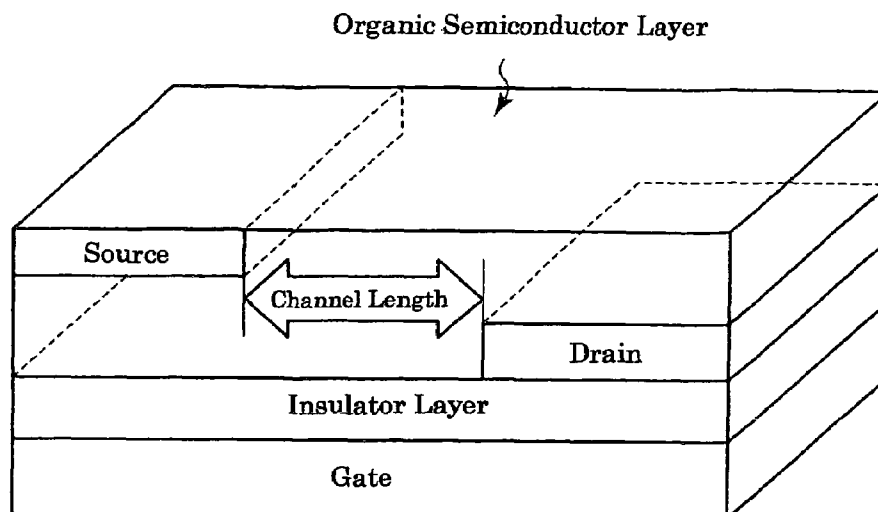 Organic Semiconductor Layer
Source
Channel Length
Drain
Insulator Layer
Gate